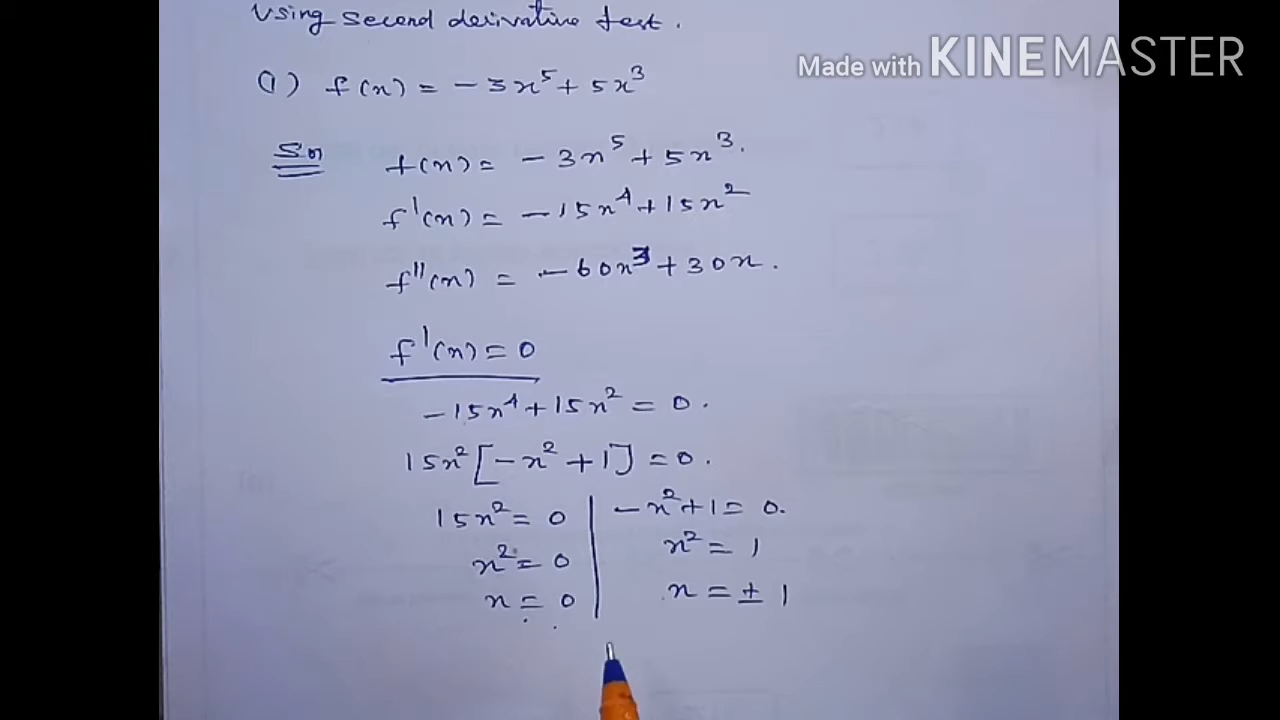 Using second derivative test.
Made with KINEMASTER
1) f(x) = -3x⁵ + 5x³
Sol
f(x) = -3x⁵ + 5x³.
f'(x) = -15x⁴ + 15x²
f''(x) = -60x³ + 30x.
f'(x) = 0
-15x⁴ + 15x² = 0.
15x² [-x² + 1] = 0.
15x² = 0 | -x² + 1 = 0.
x² = 0 | x² = 1
x = 0 | x = ± 1